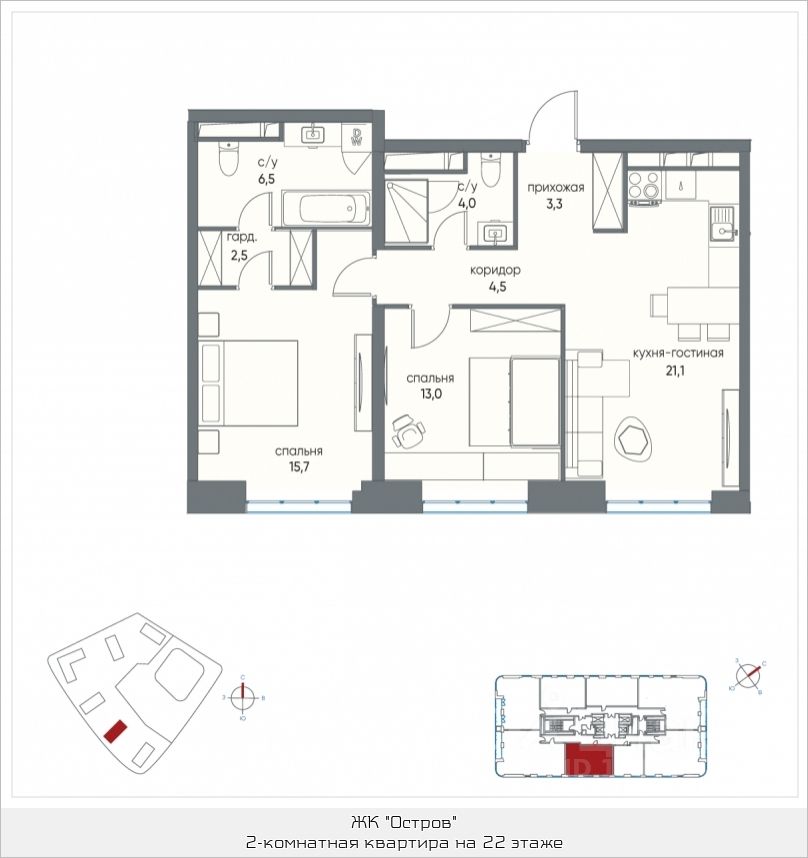 D
W
с/у
6,5
с/у
4,0
прихожая
3,3
гард.
2,5
коридор
4,5
кухня-гостиная
21,1
спальня
13,0
спальня
15,7
С
З
В
Ю
З
С
Ю
В
ЖК "Остров"
2-комнатная квартира на 22 этаже